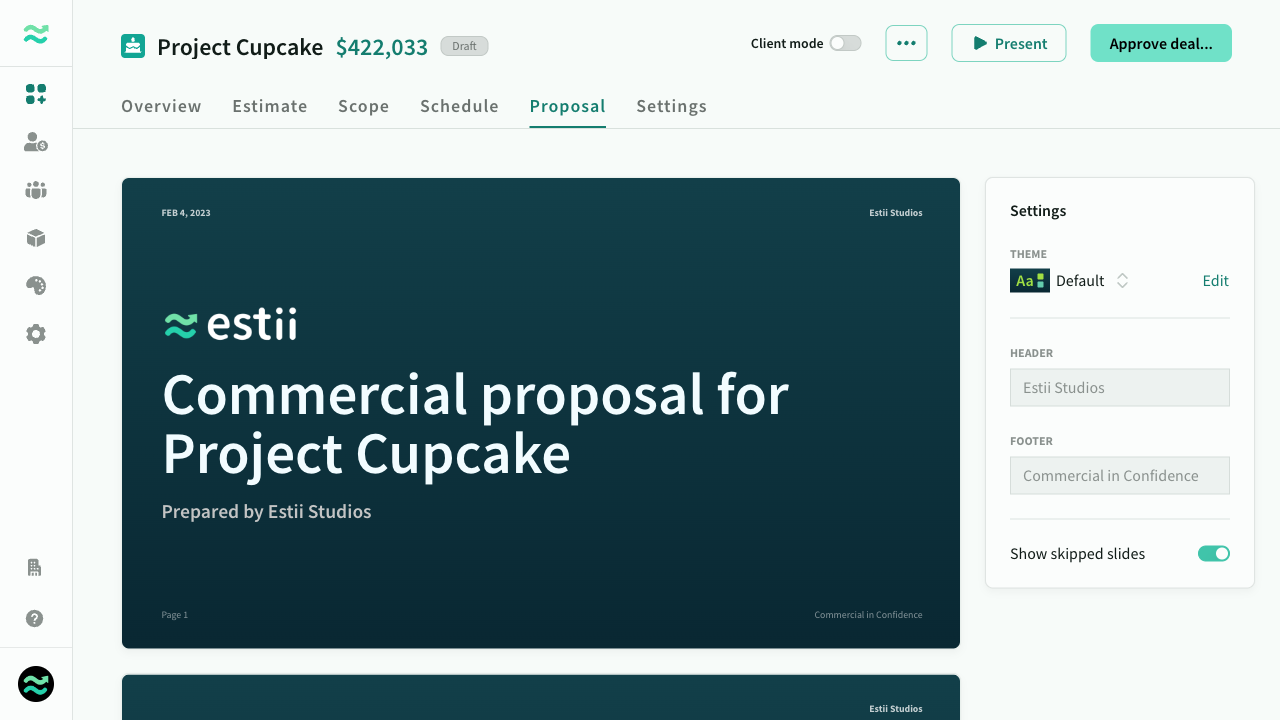 Project Cupcake $422,033 Draft
Client mode
Present
Approve deal...
Overview Estimate Scope Schedule Proposal Settings
FEB 4, 2023 Estii Studios
estii
Commercial proposal for
Project Cupcake
Prepared by Estii Studios
Page 1 Commercial in Confidence
Estii Studios
Settings
THEME
Aa Default Edit
HEADER
Estii Studios
FOOTER
Commercial in Confidence
Show skipped slides